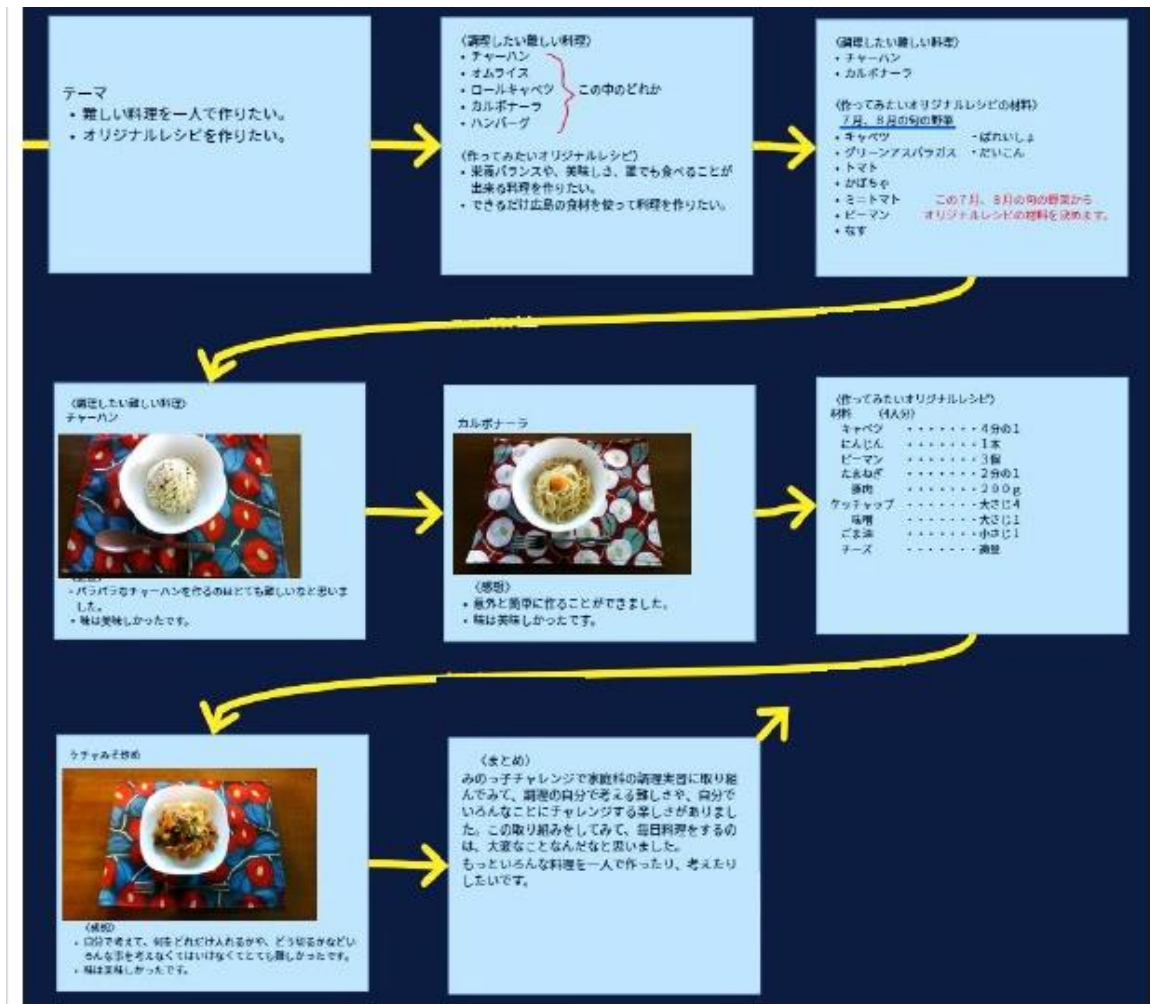 テーマ
・難しい料理を一人で作りたい。
・オリジナルレシピを作りたい。
〈調理したい難しい料理〉
・チャーハン
・オムライス
・ロールキャベツ
・カルボナーラ
・ハンバーグ
この中のどれか
〈作ってみたいオリジナルレシピ〉
・栄養バランスや、美味しさ、誰でも食べることが
出来る料理を作りたい。
・できるだけ広島の食材を使って料理を作りたい。
〈調理したい難しい料理〉
・チャーハン
・カルボナーラ
〈作ってみたいオリジナルレシピの材料〉
7月、8月の旬の野菜
・キャベツ ・ばれいしょ
・グリーンアスパラガス ・だいこん
・トマト
・かぼちゃ
・ミニトマト
・ピーマン
・なす
この7月、8月の旬の野菜から
オリジナルレシピの材料を決めます。
〈調理したい難しい料理〉
チャーハン
・パラパラなチャーハンを作るのはとても難しいなと思いま
した。
・味は美味しかったです。
カルボナーラ
〈感想〉
・意外と簡単に作ることができました。
・味は美味しかったです。
〈作ってみたいオリジナルレシピ〉
材料 (4人分)
キャベツ ・・・・・・・4分の1
にんじん ・・・・・・・1本
ピーマン ・・・・・・・3個
たまねぎ ・・・・・・・2分の1
豚肉 ・・・・・・・200g
ケッチャップ ・・・・・・・大さじ4
味噌 ・・・・・・・大さじ1
ごま油 ・・・・・・・小さじ1
チーズ ・・・・・・・適量
ケチャみそ炒め
〈感想〉
・自分で考えて、何をどれだけ入れるかや、どう切るかなどい
ろんな事を考えなくてはいけなくてとても難しかったです。
・味は美味しかったです。
〈まとめ〉
みのっ子チャレンジで家庭科の調理実習に取り組
んでみて、調理の自分で考える難しさや、自分で
いろんなことにチャレンジする楽しさがありまし
た。この取り組みをしてみて、毎日料理をするの
は、大変なことなんだなと思いました。
もっといろんな料理を一人で作ったり、考えたり
したいです。